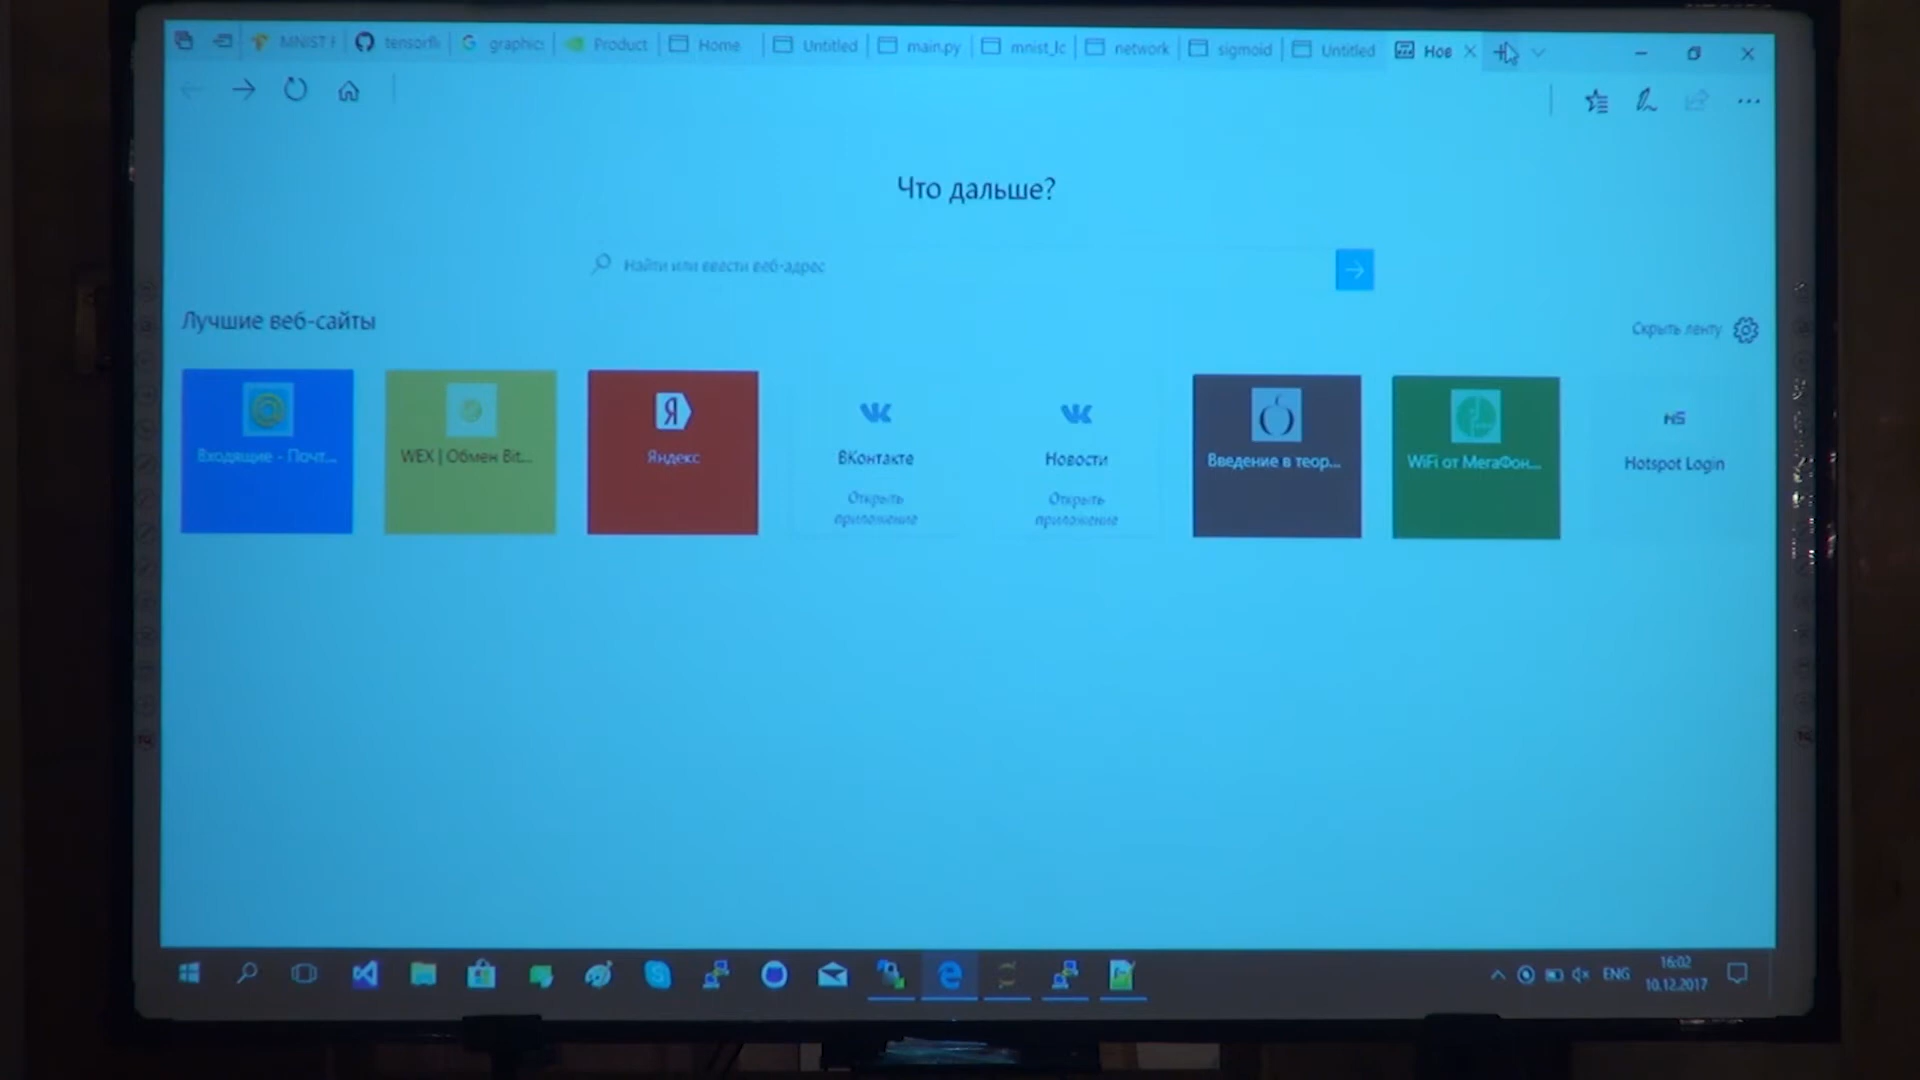 MNIST F
tensorfl
graphics
Product
Home
Untitled
main.py
mnist_lc
network
sigmoid
Untitled
Нов
Что дальше?
Найти или ввести веб-адрес
Лучшие веб-сайты
Скрыть ленту
Входящие - Почт...
WEX | Обмен Bit...
Я
Яндекс
ВКонтакте
Открыть
приложение
Новости
Открыть
приложение
Введение в теор...
WiFi от МегаФон...
HS
Hotspot Login
ENG
16:02
10.12.2017